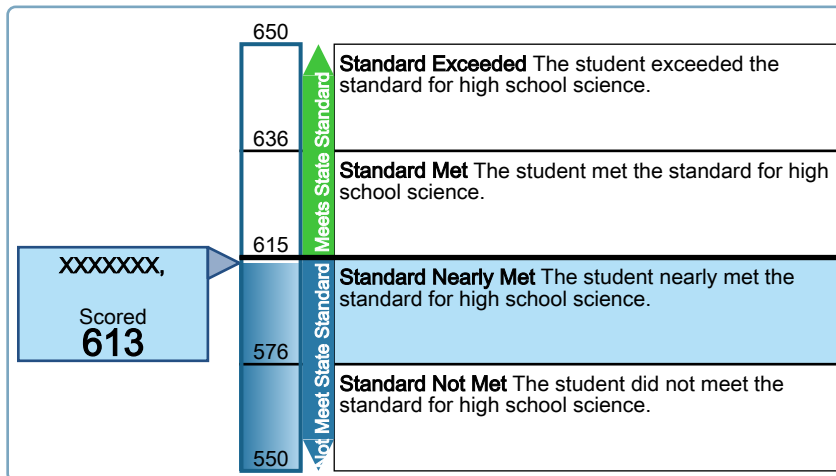 650
Standard Exceeded The student exceeded the
standard for high school science.
636
Standard Met The student met the standard for high
school science.
615
Meets State Standard
XXXXXXX,
Scored
613
Standard Nearly Met The student nearly met the
standard for high school science.
576
Not Meet State Standard
Standard Not Met The student did not meet the
standard for high school science.
550